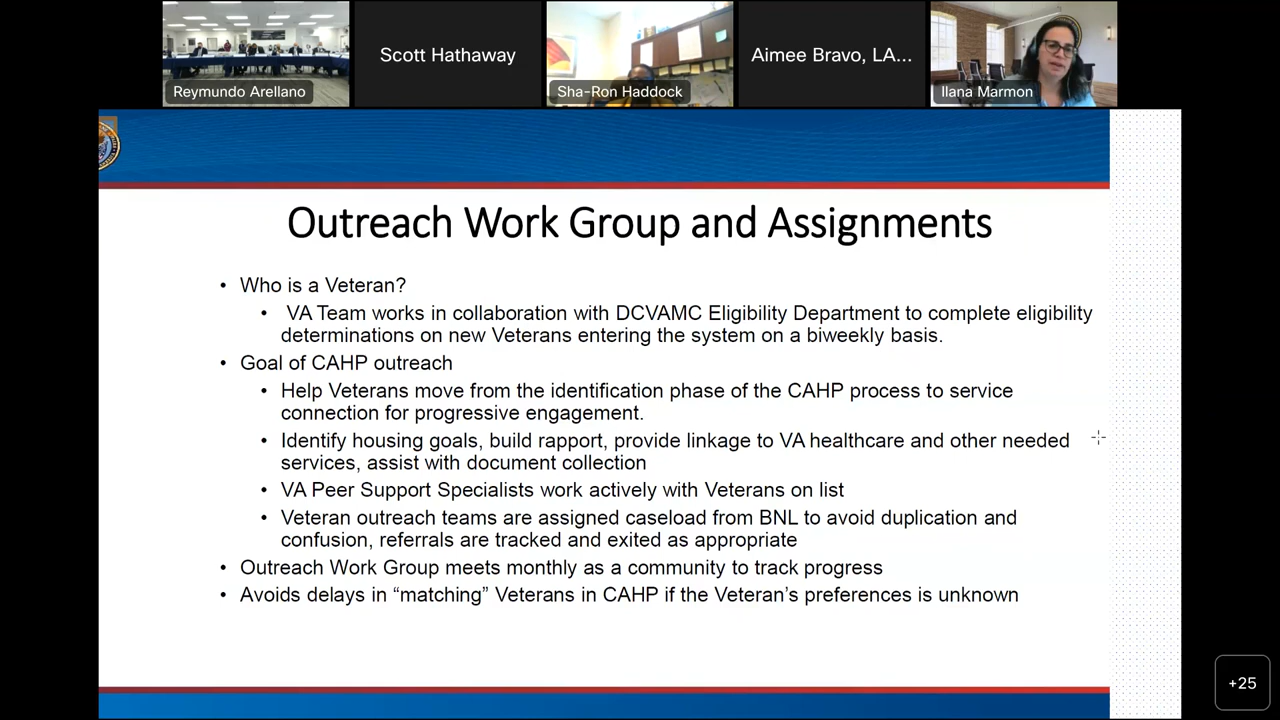 Reymundo Arellano
Scott Hathaway
Sha-Ron Haddock
Aimee Bravo, LA...
Ilana Marmon
Outreach Work Group and Assignments
• Who is a Veteran?
• VA Team works in collaboration with DCVAMC Eligibility Department to complete eligibility
determinations on new Veterans entering the system on a biweekly basis.
• Goal of CAHP outreach
• Help Veterans move from the identification phase of the CAHP process to service
connection for progressive engagement.
• Identify housing goals, build rapport, provide linkage to VA healthcare and other needed
services, assist with document collection
• VA Peer Support Specialists work actively with Veterans on list
• Veteran outreach teams are assigned caseload from BNL to avoid duplication and
confusion, referrals are tracked and exited as appropriate
• Outreach Work Group meets monthly as a community to track progress
• Avoids delays in “matching” Veterans in CAHP if the Veteran’s preferences is unknown
+25